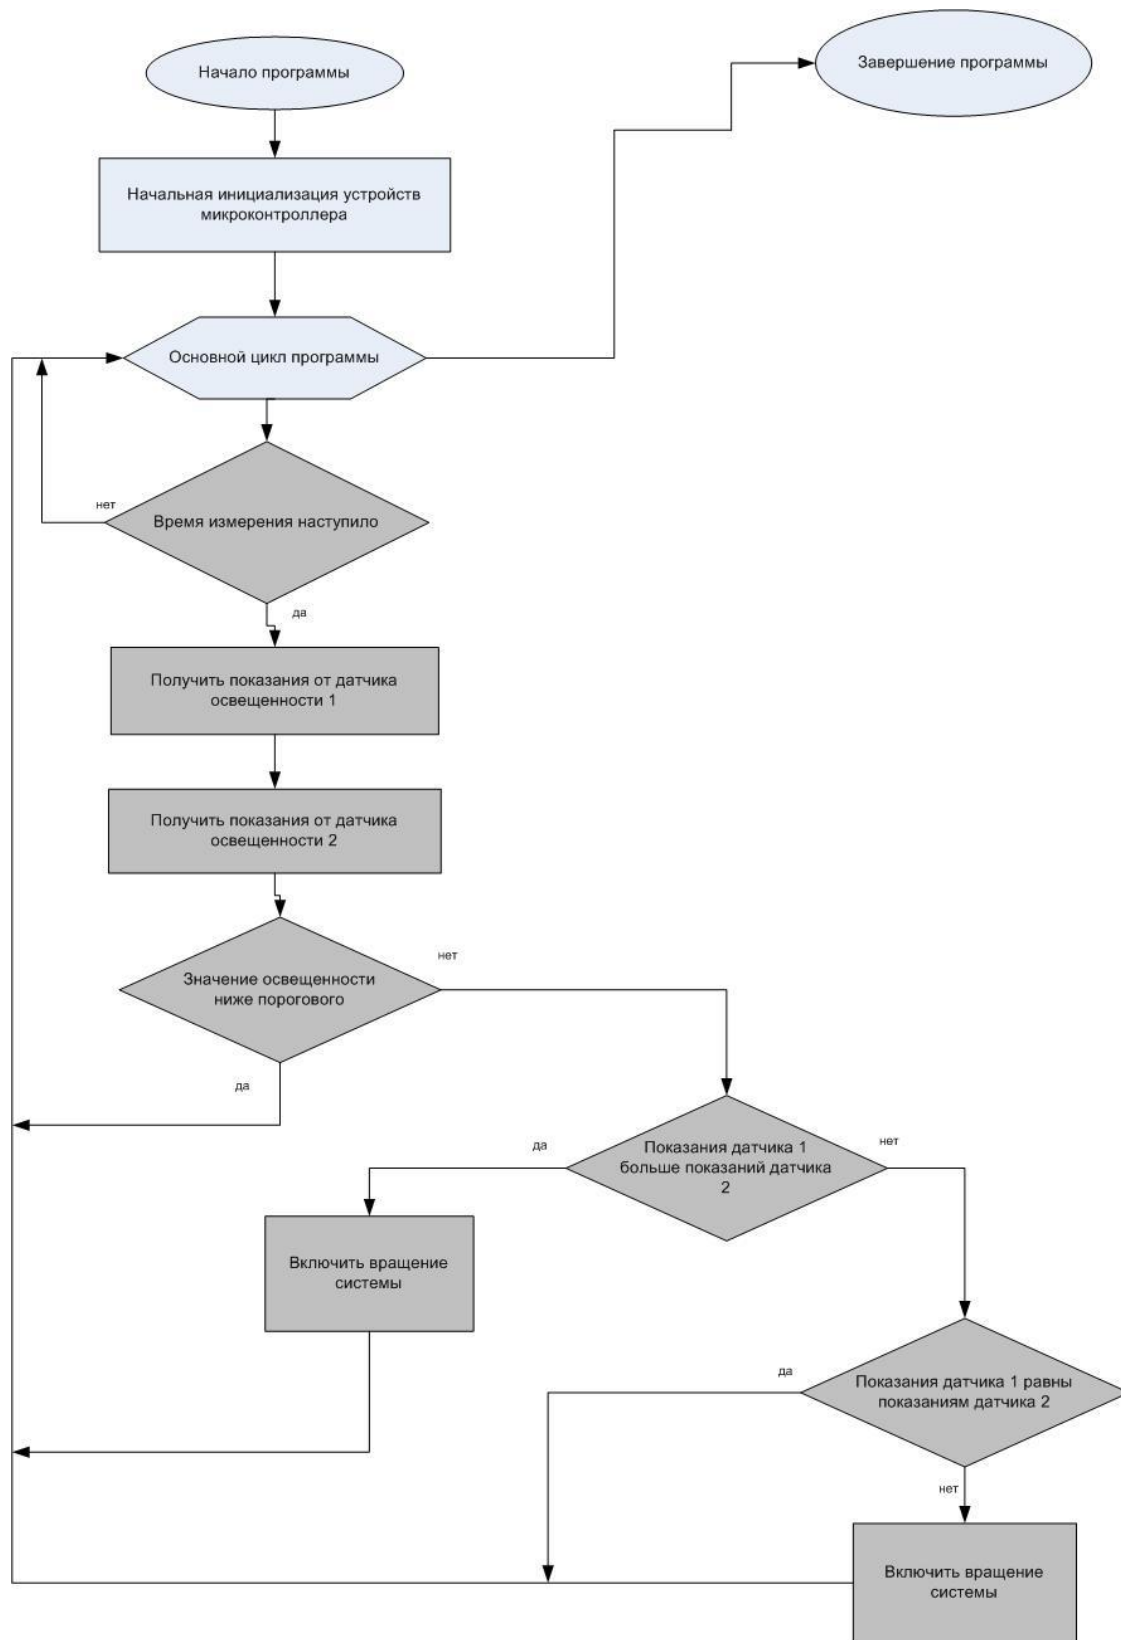 Начало программы
Завершение программы
Начальная инициализация устройств
микроконтроллера
Основной цикл программы
нет
Время измерения наступило
да
Получить показания от датчика
освещенности 1
Получить показания от датчика
освещенности 2
нет
Значение освещенности
ниже порогового
да
да
Показания датчика 1
больше показаний датчика
2
нет
Включить вращение
системы
да
Показания датчика 1 равны
показаниям датчика 2
нет
Включить вращение
системы